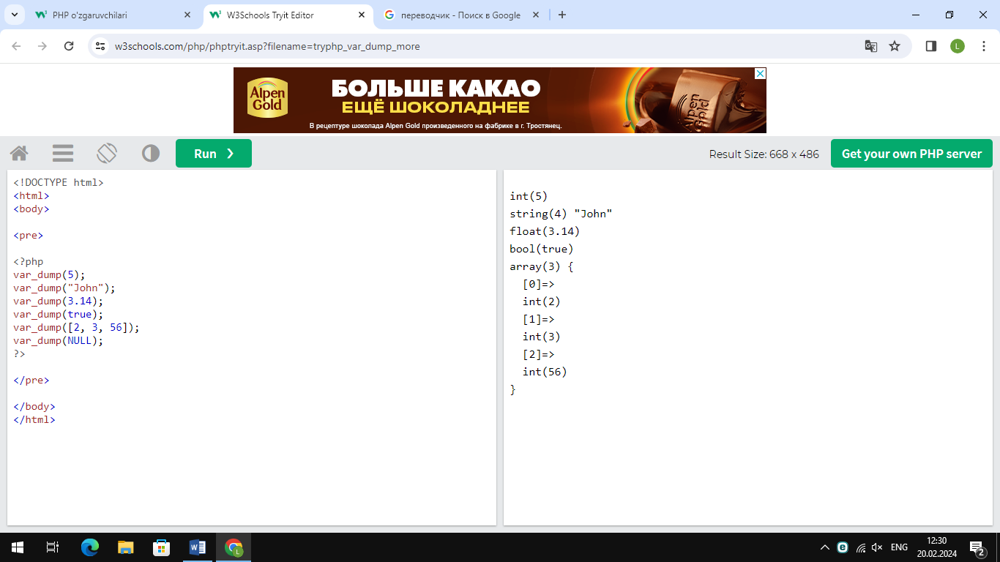 PHP o'zgaruvchilari
W3Schools Tryit Editor
переводчик - Поиск в Google
w3schools.com/php/phptryit.asp?filename=tryphp_var_dump_more
L
Alpen Gold
БОЛЬШЕ КАКАО
ЕЩЁ ШОКОЛАДНЕЕ
В рецептуре шоколада Alpen Gold произведенного на фабрике в г. Тростянец.
Alpen Gold
Run ❯
Result Size: 668 x 486
Get your own PHP server
<!DOCTYPE html>
<html>
<body>
<pre>
<?php
var_dump(5);
var_dump("John");
var_dump(3.14);
var_dump(true);
var_dump([2, 3, 56]);
var_dump(NULL);
?>
</pre>
</body>
</html>
int(5)
string(4) "John"
float(3.14)
bool(true)
array(3) {
  [0]=>
  int(2)
  [1]=>
  int(3)
  [2]=>
  int(56)
}
L
ENG
12:30
20.02.2024
2